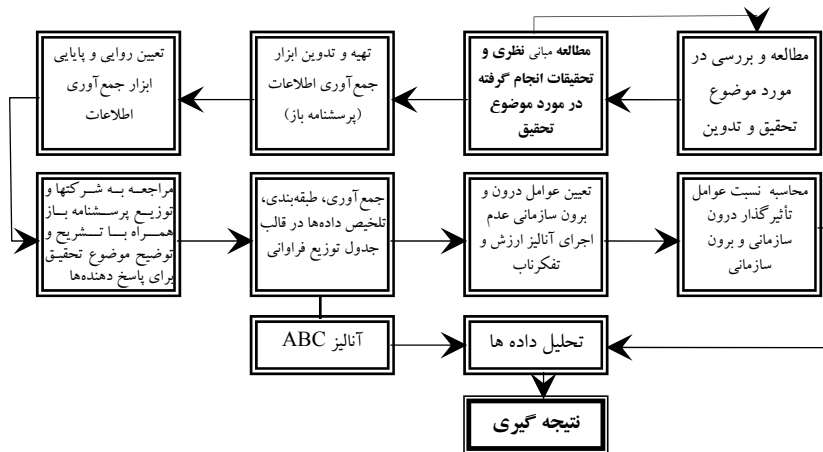 مطالعه و بررسی در
مورد موضوع
تحقیق و تدوین
مطالعه مبانی نظری و
تحقیقات انجام گرفته
در مورد موضوع
تحقیق
تهیه و تدوین ابزار
جمع‌آوری اطلاعات
(پرسشنامه باز)
تعیین روایی و پایایی
ابزار جمع‌آوری
اطلاعات
مراجعه به شرکتها و
توزیع پرسشنامه باز
همراه با تشریح و
توضیح موضوع تحقیق
برای پاسخ دهنده‌ها
جمع‌آوری، طبقه‌بندی،
تلخیص داده‌ها در قالب
جدول توزیع فراوانی
تعیین عوامل درون و
برون سازمانی عدم
اجرای آنالیز ارزش و
تفکرناب
محاسبه نسبت عوامل
تأثیرگذار درون
سازمانی و برون
سازمانی
آنالیز ABC
تحلیل داده ها
نتیجه گیری